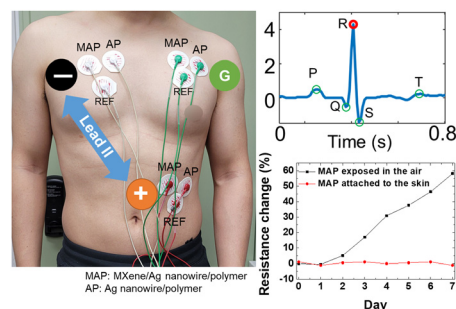 MAP
AP
REF
−
Lead II
MAP
AP
REF
G
+
MAP
AP
REF
MAP: MXene/Ag nanowire/polymer
AP: Ag nanowire/polymer
4
2
0
R
P
Q
S
T
0
Time (s)
0.8
Resistance change (%)
60
50
40
30
20
10
0
-10
MAP exposed in the air
MAP attached to the skin
0 1 2 3 4 5 6 7
Day